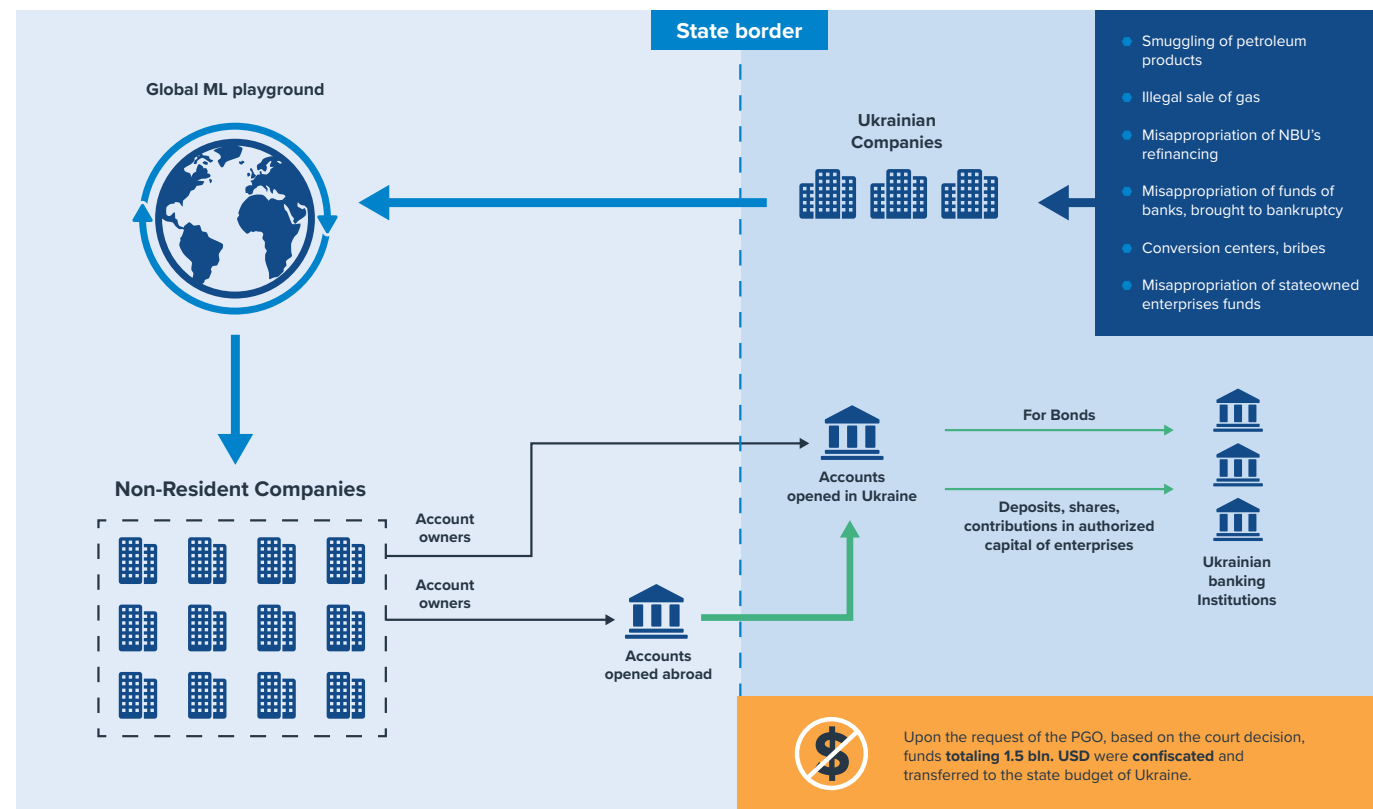 State border
Global ML playground
Ukrainian
Companies
Smuggling of petroleum
products
Illegal sale of gas
Misappropriation of NBU's
refinancing
Misappropriation of funds of
banks, brought to bankruptcy
Conversion centers, bribes
Misappropriation of stateowned
enterprises funds
Non-Resident Companies
Account
owners
Account
owners
Accounts
opened abroad
Accounts
opened in Ukraine
For Bonds
Deposits, shares,
contributions in authorized
capital of enterprises
Ukrainian
banking
Institutions
$
Upon the request of the PGO, based on the court decision,
funds totaling 1.5 bln. USD were confiscated and
transferred to the state budget of Ukraine.